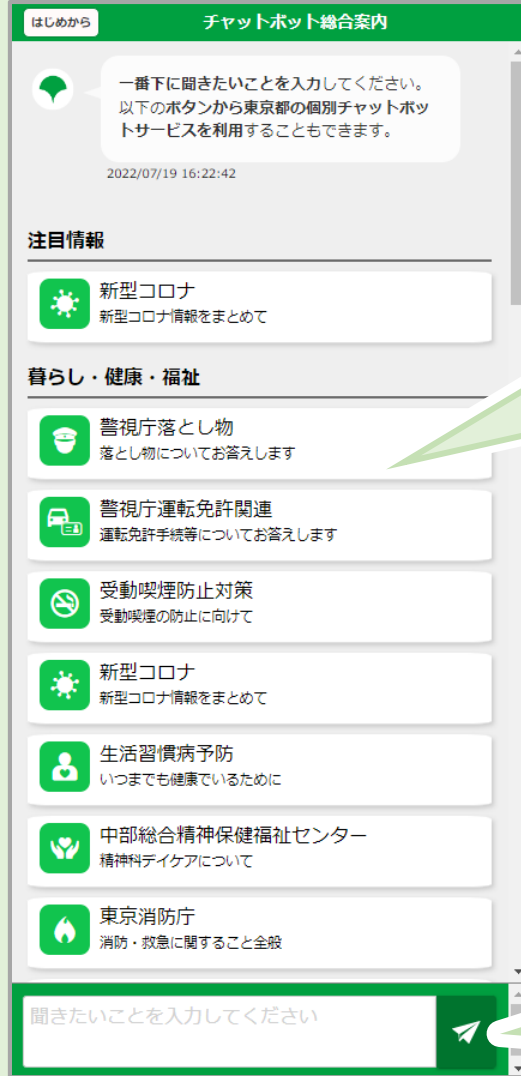 はじめから
チャットボット総合案内
一番下に聞きたいことを入力してください。
以下のボタンから東京都の個別チャットボッ
トサービスを利用することもできます。
2022/07/19 16:22:42
注目情報
新型コロナ
新型コロナ情報をまとめて
暮らし・健康・福祉
警視庁落とし物
落とし物についてお答えします
警視庁運転免許関連
運転免許手続等についてお答えします
受動喫煙防止対策
受動喫煙の防止に向けて
新型コロナ
新型コロナ情報をまとめて
生活習慣病予防
いつまでも健康でいるために
中部総合精神保健福祉センター
精神科デイケアについて
東京消防庁
消防・救急に関すること全般
聞きたいことを入力してください